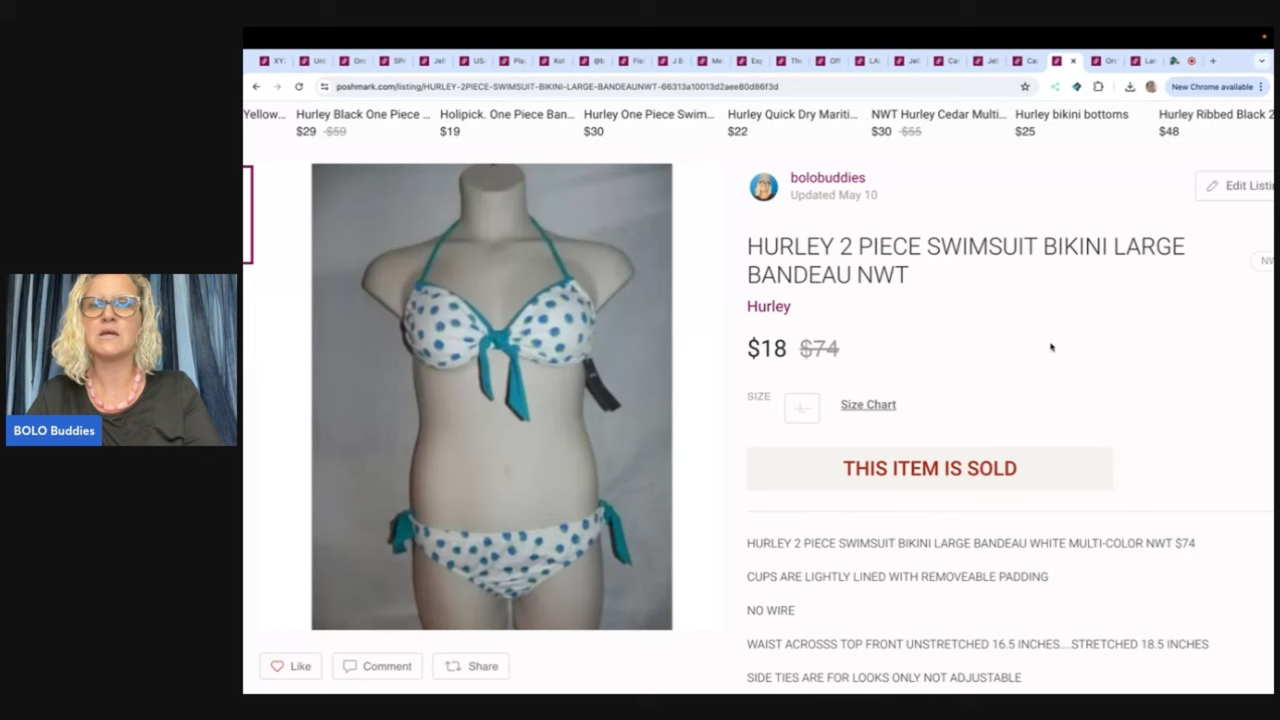 poshmark.com/listing/HURLEY-2PIECE-SWIMSUIT-BIKINI-LARGE-BANDEAUNWT-66313a10013d2aee80d86f3d
New Chrome available
Yellow... Hurley Black One Piece ... Holipick. One Piece Ban... Hurley One Piece Swim... Hurley Quick Dry Mariti... NWT Hurley Cedar Multi... Hurley bikini bottoms Hurley Ribbed Black 2
$29 $59 $19 $30 $22 $30 $55 $25 $48
bolobuddies
Updated May 10
Edit Listi
HURLEY 2 PIECE SWIMSUIT BIKINI LARGE
BANDEAU NWT
NW
Hurley
$18 $74
SIZE L Size Chart
THIS ITEM IS SOLD
BOLO Buddies
HURLEY 2 PIECE SWIMSUIT BIKINI LARGE BANDEAU WHITE MULTI-COLOR NWT $74
CUPS ARE LIGHTLY LINED WITH REMOVEABLE PADDING
NO WIRE
WAIST ACROSSS TOP FRONT UNSTRETCHED 16.5 INCHES....STRETCHED 18.5 INCHES
SIDE TIES ARE FOR LOOKS ONLY NOT ADJUSTABLE
Like Comment Share